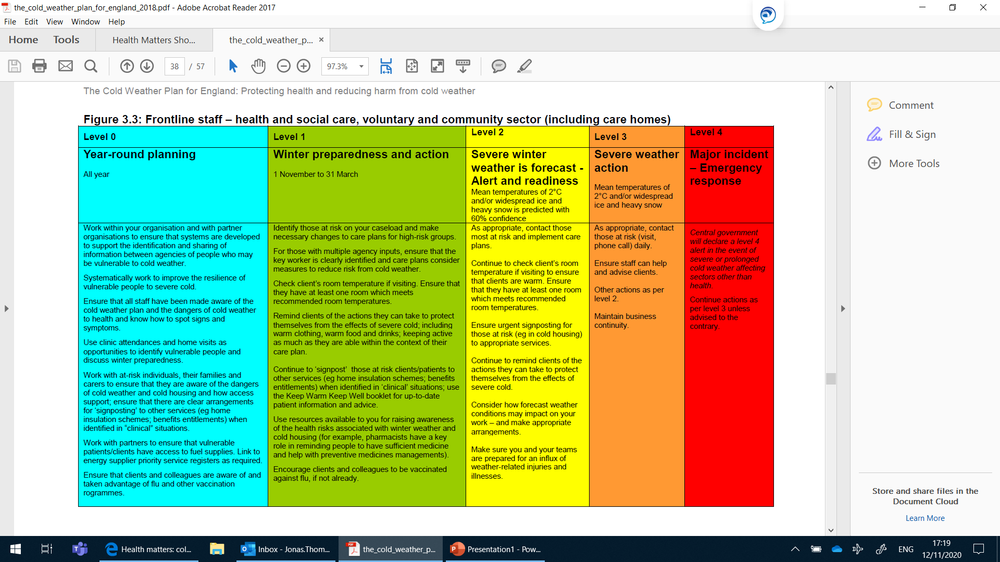 the_cold_weather_plan_for_england_2018.pdf - Adobe Acrobat Reader 2017
File Edit View Window Help
Home Tools Health Matters Sho... the_cold_weather_p... ×
38 / 57 97.3%
The Cold Weather Plan for England: Protecting health and reducing harm from cold weather
Figure 3.3: Frontline staff – health and social care, voluntary and community sector (including care homes)
Level 0
Year-round planning
All year
Work within your organisation and with partner
organisations to ensure that systems are developed
to support the identification and sharing of
information between agencies of people who may
be vulnerable to cold weather.
Systematically work to improve the resilience of
vulnerable people to severe cold.
Ensure that all staff have been made aware of the
cold weather plan and the dangers of cold weather
to health and know how to spot signs and
symptoms.
Use clinic attendances and home visits as
opportunities to identify vulnerable people and
discuss winter preparedness.
Work with at-risk individuals, their families and
carers to ensure that they are aware of the dangers
of cold weather and cold housing and how access
support; ensure that there are clear arrangements
for ‘signposting’ to other services (eg home
insulation schemes; benefits entitlements) when
identified in “clinical” situations.
Work with partners to ensure that vulnerable
patients/clients have access to fuel supplies. Link to
energy supplier priority service registers as required.
Ensure that clients and colleagues are aware of and
taken advantage of flu and other vaccination
rogrammes.
Level 1
Winter preparedness and action
1 November to 31 March
Identify those at risk on your caseload and make
necessary changes to care plans for high-risk groups.
For those with multiple agency inputs, ensure that the
key worker is clearly identified and care plans consider
measures to reduce risk from cold weather.
Check client’s room temperature if visiting. Ensure that
they have at least one room which meets
recommended room temperatures.
Remind clients of the actions they can take to protect
themselves from the effects of severe cold; including
warm clothing, warm food and drinks; keeping active
as much as they are able within the context of their
care plan.
Continue to ‘signpost’ those at risk clients/patients to
other services (eg home insulation schemes; benefits
entitlements) when identified in ‘clinical’ situations; use
the Keep Warm Keep Well booklet for up-to-date
patient information and advice.
Use resources available to you for raising awareness
of the health risks associated with winter weather and
cold housing (for example, pharmacists have a key
role in reminding people to have sufficient medicine
and help with preventive medicines managements).
Encourage clients and colleagues to be vaccinated
against flu, if not already.
Level 2
Severe winter
weather is forecast -
Alert and readiness
Mean temperatures of 2°C
and/or widespread ice and
heavy snow is predicted with
60% confidence
As appropriate, contact those
most at risk and implement care
plans.
Continue to check client’s room
temperature if visiting to ensure
that clients are warm. Ensure
that they have at least one room
which meets recommended
room temperatures.
Ensure urgent signposting for
those at risk (eg in cold housing)
to appropriate services.
Continue to remind clients of the
actions they can take to protect
themselves from the effects of
severe cold.
Consider how forecast weather
conditions may impact on your
work – and make appropriate
arrangements.
Make sure you and your teams
are prepared for an influx of
weather-related injuries and
illnesses.
Level 3
Severe weather
action
Mean temperatures of
2°C and/or widespread
ice and heavy snow
As appropriate, contact
those at risk (visit,
phone call) daily.
Ensure staff can help
and advise clients.
Other actions as per
level 2.
Maintain business
continuity.
Level 4
Major incident
– Emergency
response
Central government
will declare a level 4
alert in the event of
severe or prolonged
cold weather affecting
sectors other than
health.
Continue actions as
per level 3 unless
advised to the
contrary.
Comment
Fill & Sign
More Tools
Store and share files in the
Document Cloud
Learn More
Health matters: col...
Inbox - Jonas.Thom...
the_cold_weather_p...
Presentation1 - Pow...
ENG
17:19
12/11/2020